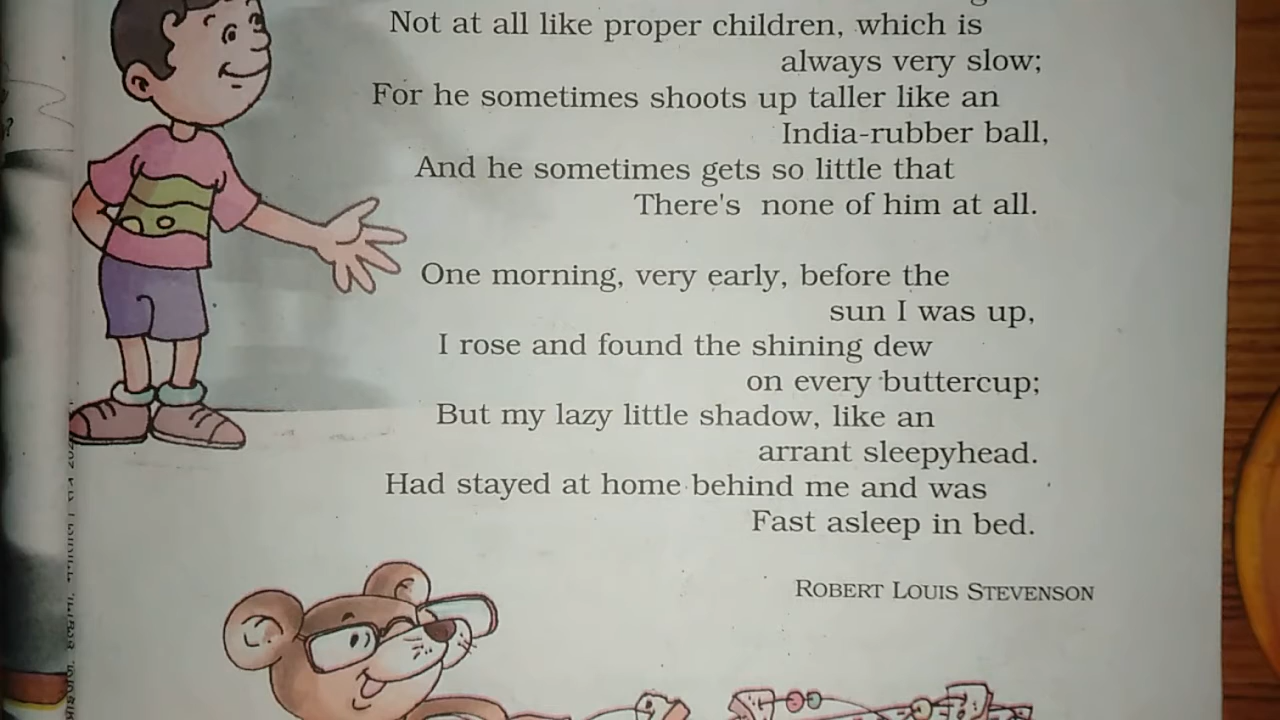 Not at all like proper children, which is
always very slow;
For he sometimes shoots up taller like an
India-rubber ball,
And he sometimes gets so little that
There's none of him at all.
One morning, very early, before the
sun I was up,
I rose and found the shining dew
on every buttercup;
But my lazy little shadow, like an
arrant sleepyhead.
Had stayed at home behind me and was
Fast asleep in bed.
ROBERT LOUIS STEVENSON